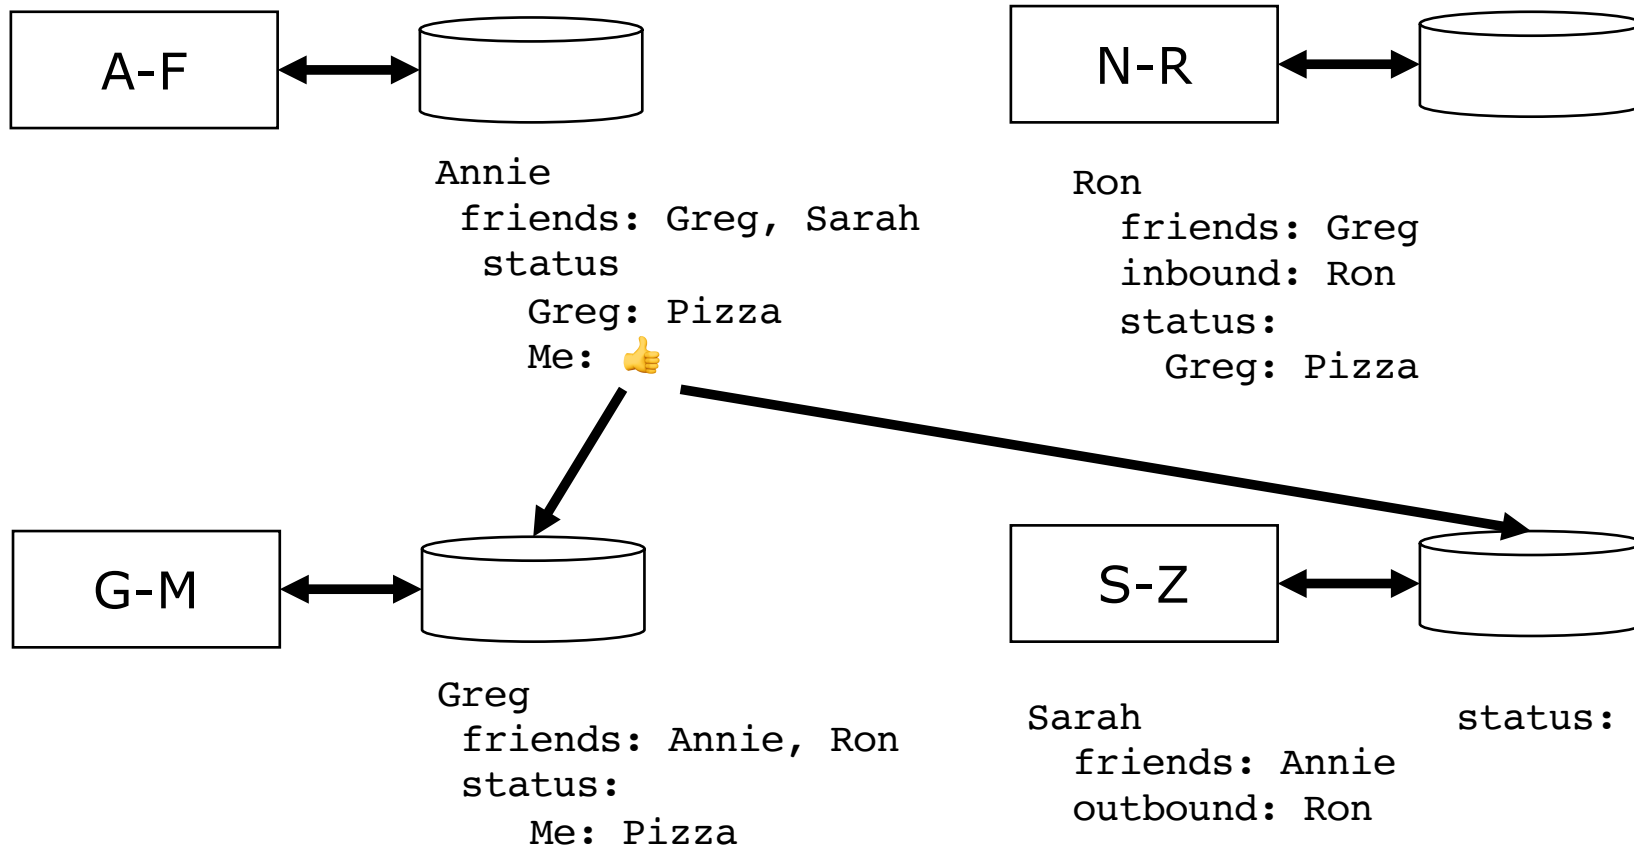 A-F
N-R
Annie
friends: Greg, Sarah
status
Greg: Pizza
Me: 👍
Ron
friends: Greg
inbound: Ron
status:
Greg: Pizza
G-M
S-Z
Greg
friends: Annie, Ron
status:
Me: Pizza
Sarah
friends: Annie
outbound: Ron
status: